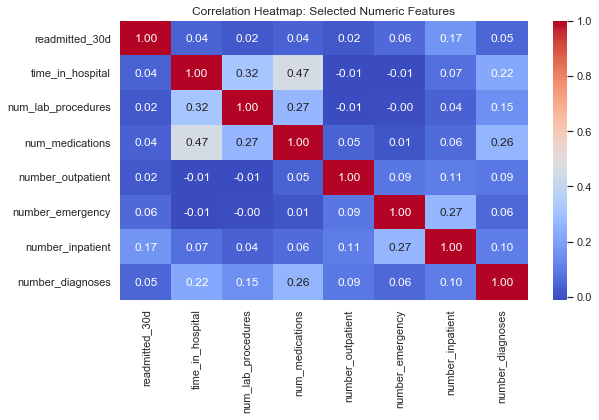 Correlation Heatmap: Selected Numeric Features
readmitted_30d 1.00 0.04 0.02 0.04 0.02 0.06 0.17 0.05
time_in_hospital 0.04 1.00 0.32 0.47 -0.01 -0.01 0.07 0.22
num_lab_procedures 0.02 0.32 1.00 0.27 -0.01 -0.00 0.04 0.15
num_medications 0.04 0.47 0.27 1.00 0.05 0.01 0.06 0.26
number_outpatient 0.02 -0.01 -0.01 0.05 1.00 0.09 0.11 0.09
number_emergency 0.06 -0.01 -0.00 0.01 0.09 1.00 0.27 0.06
number_inpatient 0.17 0.07 0.04 0.06 0.11 0.27 1.00 0.10
number_diagnoses 0.05 0.22 0.15 0.26 0.09 0.06 0.10 1.00
readmitted_30d
time_in_hospital
num_lab_procedures
num_medications
number_outpatient
number_emergency
number_inpatient
number_diagnoses
1.0
0.8
0.6
0.4
0.2
0.0